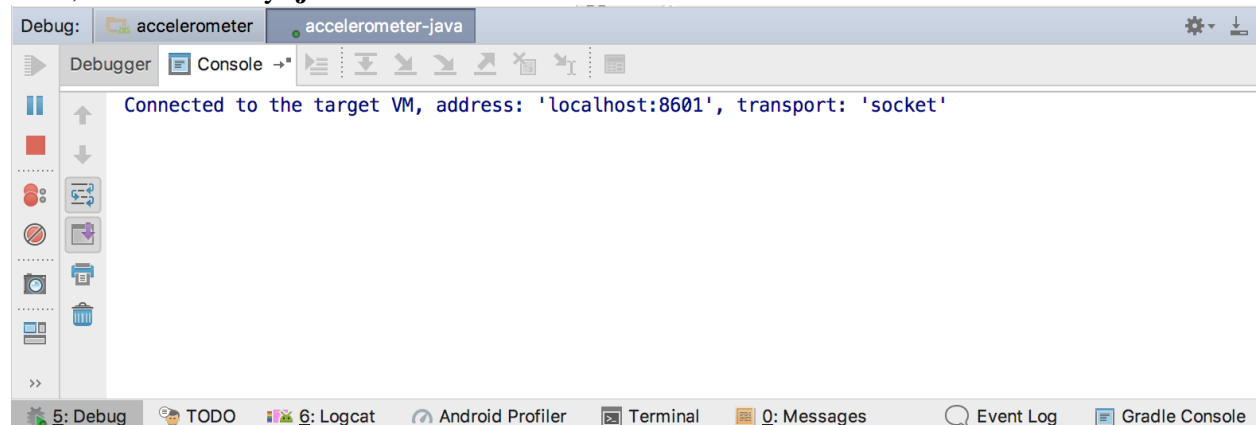 Debug: accelerometer accelerometer-java
Debugger Console
Connected to the target VM, address: 'localhost:8601', transport: 'socket'
5: Debug TODO 6: Logcat Android Profiler Terminal 0: Messages Event Log Gradle Console